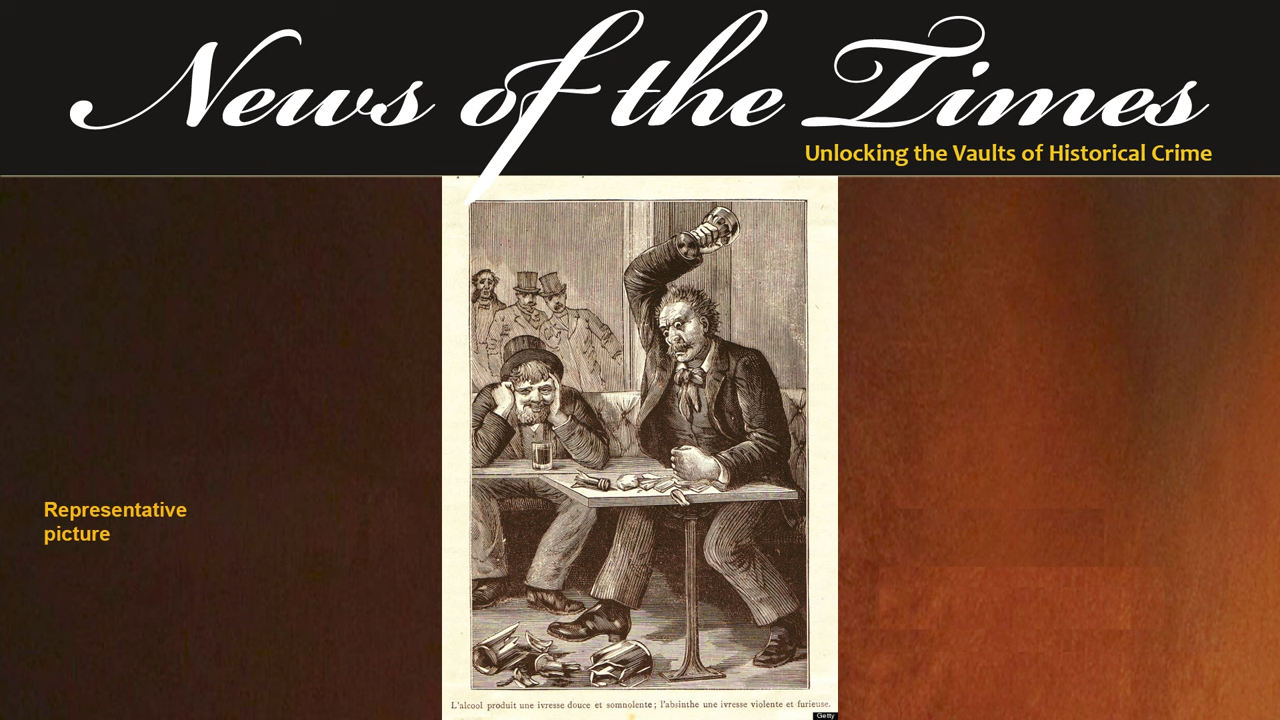 News of the Times
Unlocking the Vaults of Historical Crime
Representative
picture
L'alcool produit une ivresse douce et somnolente ; l'absinthe une ivresse violente et furieuse.
Getty